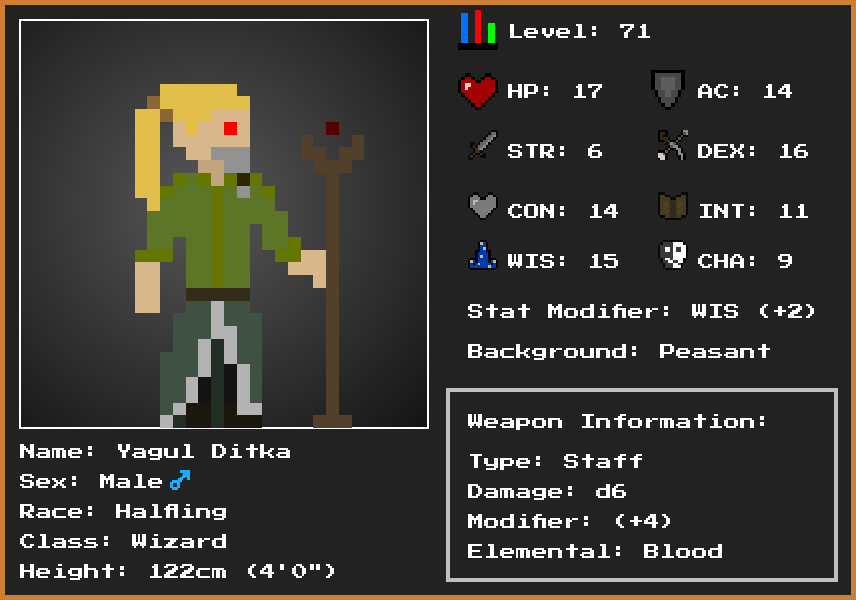 Level: 71
HP: 17
AC: 14
STR: 6
DEX: 16
CON: 14
INT: 11
WIS: 15
CHA: 9
Stat Modifier: WIS (+2)
Background: Peasant
Weapon Information:
Type: Staff
Damage: d6
Modifier: (+4)
Elemental: Blood
Name: Yagul Ditka
Sex: Male ♂
Race: Halfling
Class: Wizard
Height: 122cm (4'0")